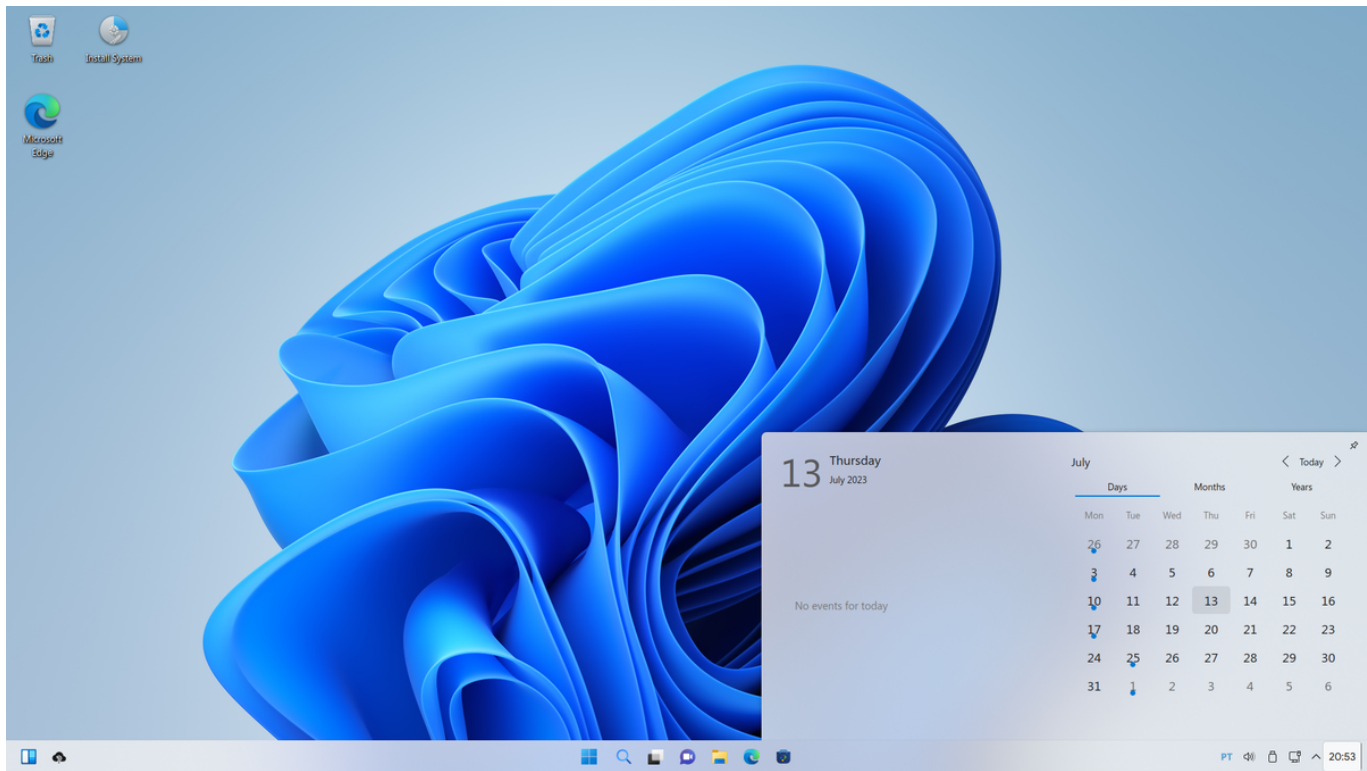 Trash
Install System
Microsoft
Edge
13
Thursday
July 2023
No events for today
July
Today
Days Months Years
Mon Tue Wed Thu Fri Sat Sun
26 27 28 29 30 1 2
3 4 5 6 7 8 9
10 11 12 13 14 15 16
17 18 19 20 21 22 23
24 25 26 27 28 29 30
31 1 2 3 4 5 6
PT 20:53